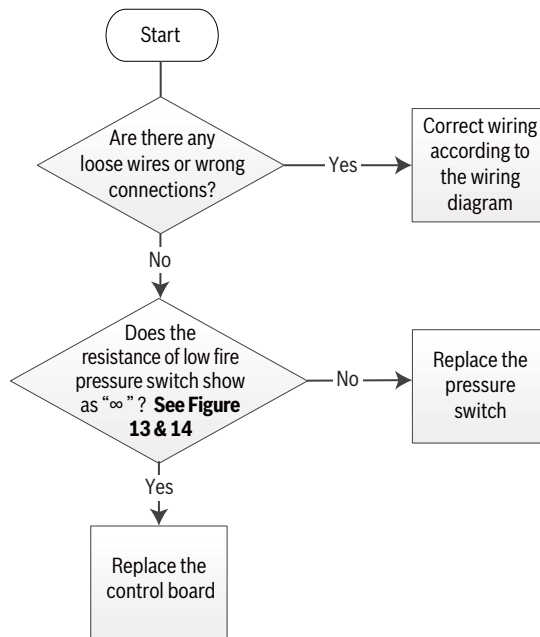 Start
Are there any
loose wires or wrong
connections?
Yes
Correct wiring
according to
the wiring
diagram
No
Does the
resistance of low fire
pressure switch show
as “∞ ” ? See Figure
13 & 14
No
Replace the
pressure
switch
Yes
Replace the
control board